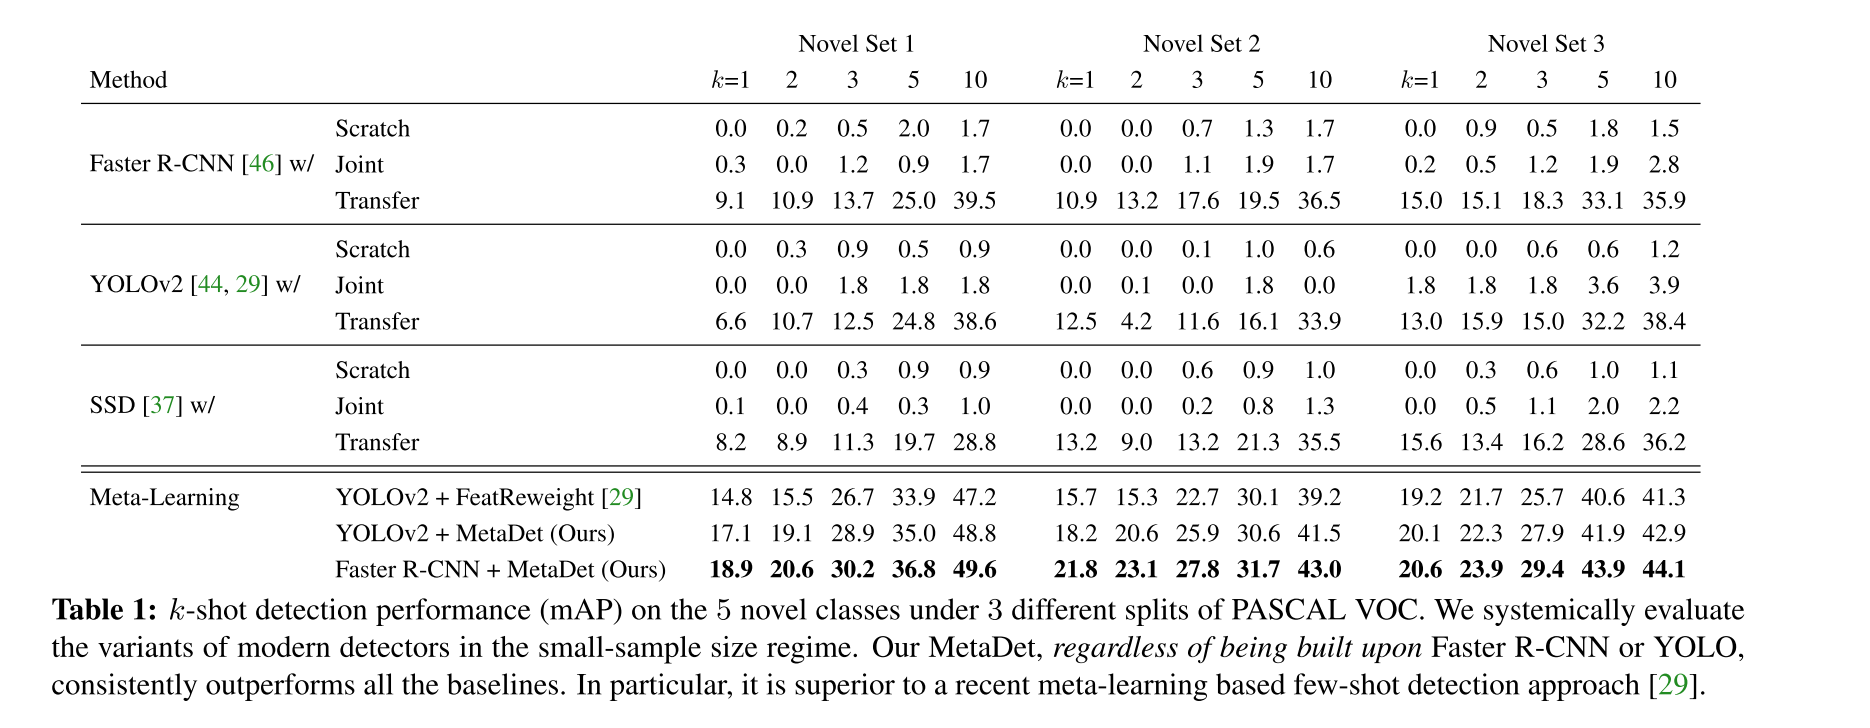 Novel Set 1 Novel Set 2 Novel Set 3
Method k=1 2 3 5 10 k=1 2 3 5 10 k=1 2 3 5 10
Scratch 0.0 0.2 0.5 2.0 1.7 0.0 0.0 0.7 1.3 1.7 0.0 0.9 0.5 1.8 1.5
Faster R-CNN [46] w/ Joint 0.3 0.0 1.2 0.9 1.7 0.0 0.0 1.1 1.9 1.7 0.2 0.5 1.2 1.9 2.8
Transfer 9.1 10.9 13.7 25.0 39.5 10.9 13.2 17.6 19.5 36.5 15.0 15.1 18.3 33.1 35.9
Scratch 0.0 0.3 0.9 0.5 0.9 0.0 0.0 0.1 1.0 0.6 0.0 0.0 0.6 0.6 1.2
YOLOv2 [44, 29] w/ Joint 0.0 0.0 1.8 1.8 1.8 0.0 0.1 0.0 1.8 0.0 1.8 1.8 1.8 3.6 3.9
Transfer 6.6 10.7 12.5 24.8 38.6 12.5 4.2 11.6 16.1 33.9 13.0 15.9 15.0 32.2 38.4
Scratch 0.0 0.0 0.3 0.9 0.9 0.0 0.0 0.6 0.9 1.0 0.0 0.3 0.6 1.0 1.1
SSD [37] w/ Joint 0.1 0.0 0.4 0.3 1.0 0.0 0.0 0.2 0.8 1.3 0.0 0.5 1.1 2.0 2.2
Transfer 8.2 8.9 11.3 19.7 28.8 13.2 9.0 13.2 21.3 35.5 15.6 13.4 16.2 28.6 36.2
Meta-Learning YOLOv2 + FeatReweight [29] 14.8 15.5 26.7 33.9 47.2 15.7 15.3 22.7 30.1 39.2 19.2 21.7 25.7 40.6 41.3
YOLOv2 + MetaDet (Ours) 17.1 19.1 28.9 35.0 48.8 18.2 20.6 25.9 30.6 41.5 20.1 22.3 27.9 41.9 42.9
Faster R-CNN + MetaDet (Ours) 18.9 20.6 30.2 36.8 49.6 21.8 23.1 27.8 31.7 43.0 20.6 23.9 29.4 43.9 44.1
Table 1: k-shot detection performance (mAP) on the 5 novel classes under 3 different splits of PASCAL VOC. We systemically evaluate
the variants of modern detectors in the small-sample size regime. Our MetaDet, regardless of being built upon Faster R-CNN or YOLO,
consistently outperforms all the baselines. In particular, it is superior to a recent meta-learning based few-shot detection approach [29].